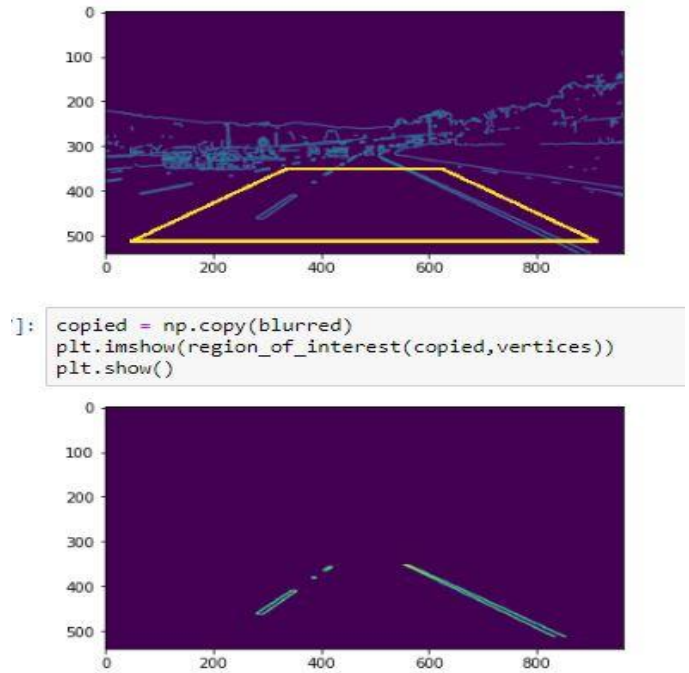 0
100
200
300
400
500
0 200 400 600 800
']: copied = np.copy(blurred)
plt.imshow(region_of_interest(copied,vertices))
plt.show()
0
100
200
300
400
500
0 200 400 600 800